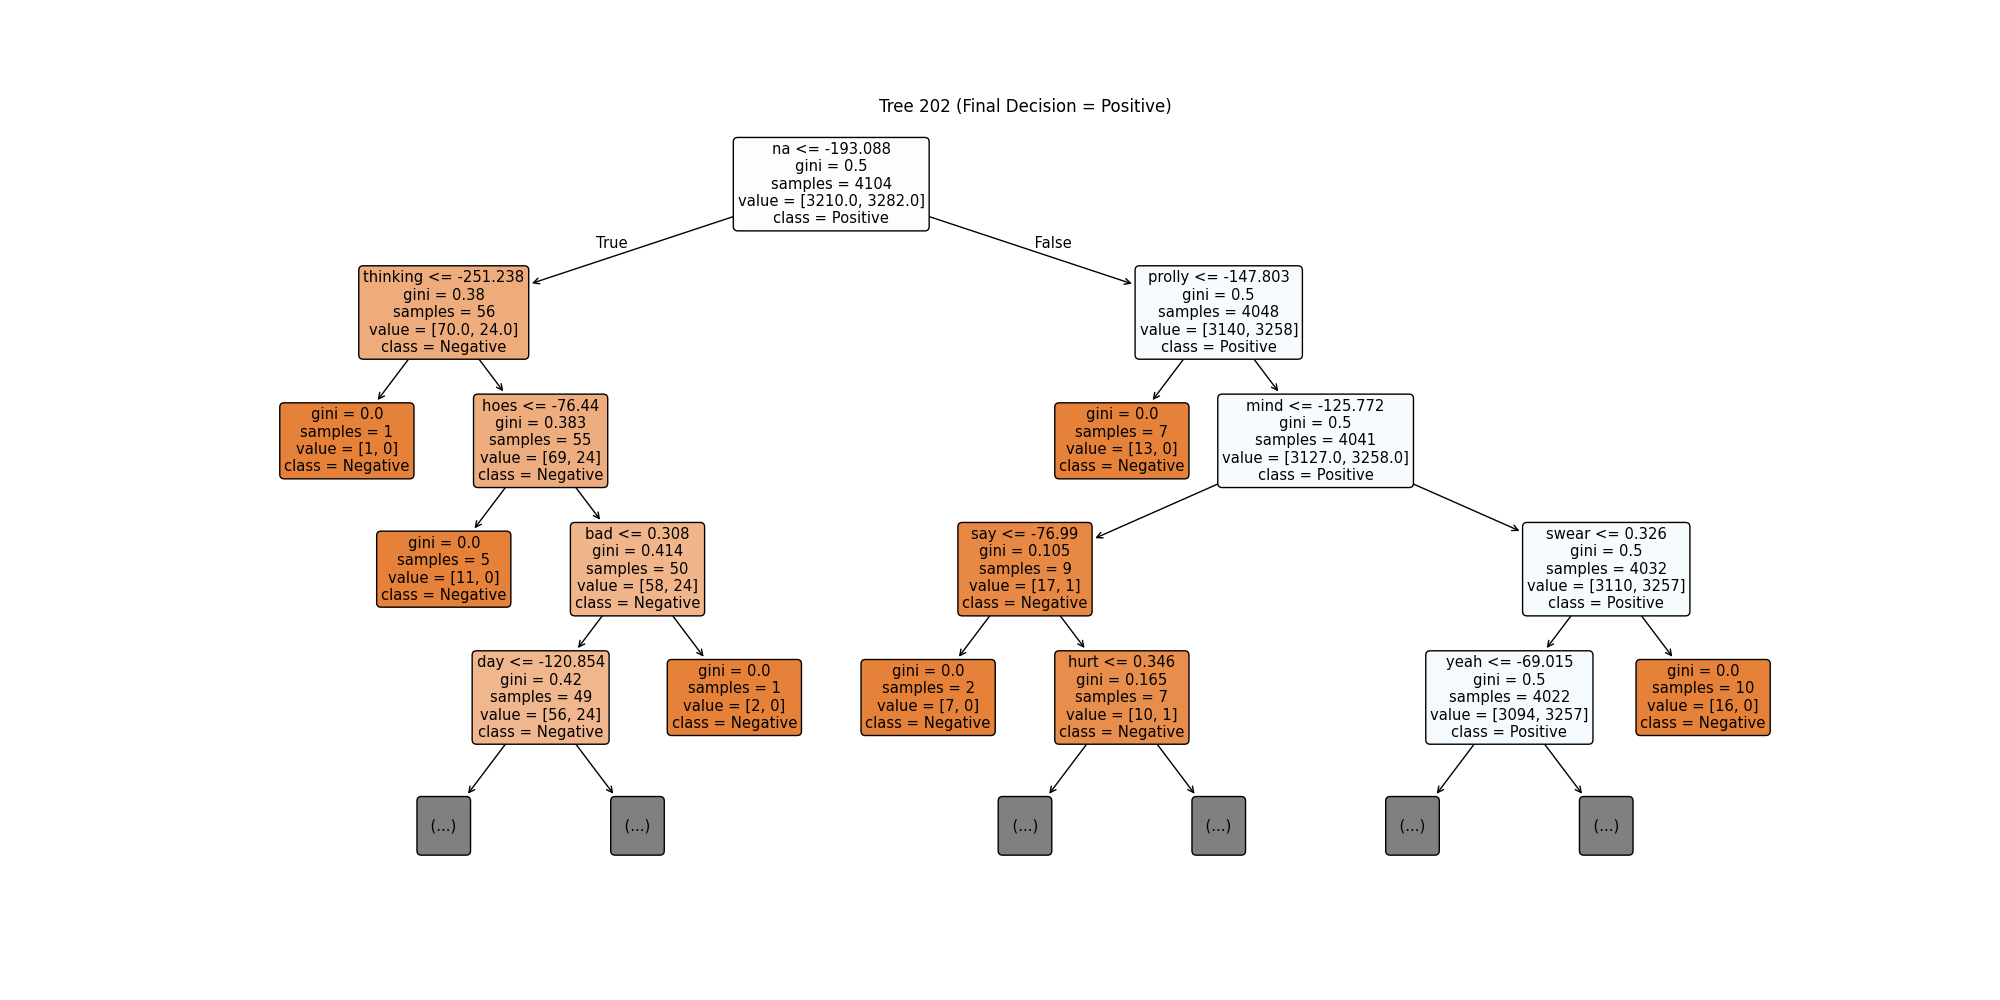 Tree 202 (Final Decision = Positive)
na <= -193.088
gini = 0.5
samples = 4104
value = [3210.0, 3282.0]
class = Positive
True
False
thinking <= -251.238
gini = 0.38
samples = 56
value = [70.0, 24.0]
class = Negative
prolly <= -147.803
gini = 0.5
samples = 4048
value = [3140, 3258]
class = Positive
gini = 0.0
samples = 1
value = [1, 0]
class = Negative
hoes <= -76.44
gini = 0.383
samples = 55
value = [69, 24]
class = Negative
gini = 0.0
samples = 7
value = [13, 0]
class = Negative
mind <= -125.772
gini = 0.5
samples = 4041
value = [3127.0, 3258.0]
class = Positive
gini = 0.0
samples = 5
value = [11, 0]
class = Negative
bad <= 0.308
gini = 0.414
samples = 50
value = [58, 24]
class = Negative
say <= -76.99
gini = 0.105
samples = 9
value = [17, 1]
class = Negative
swear <= 0.326
gini = 0.5
samples = 4032
value = [3110, 3257]
class = Positive
day <= -120.854
gini = 0.42
samples = 49
value = [56, 24]
class = Negative
gini = 0.0
samples = 1
value = [2, 0]
class = Negative
gini = 0.0
samples = 2
value = [7, 0]
class = Negative
hurt <= 0.346
gini = 0.165
samples = 7
value = [10, 1]
class = Negative
yeah <= -69.015
gini = 0.5
samples = 4022
value = [3094, 3257]
class = Positive
gini = 0.0
samples = 10
value = [16, 0]
class = Negative
(...)
(...)
(...)
(...)
(...)
(...)